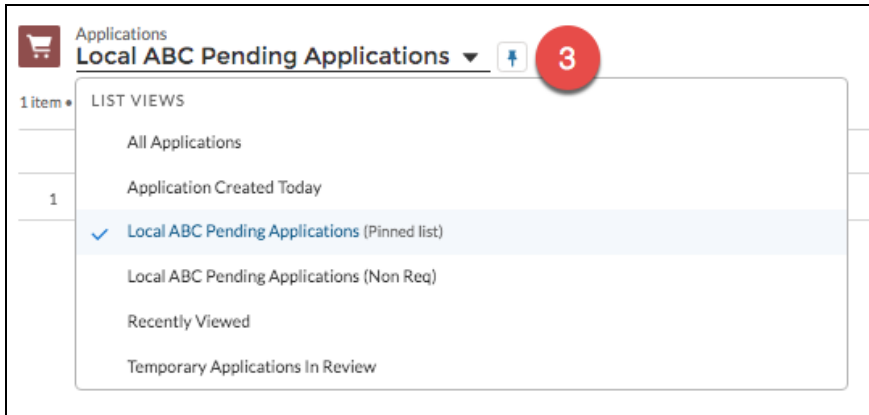 Applications
Local ABC Pending Applications
3
1 item •
LIST VIEWS
All Applications
Application Created Today
1
Local ABC Pending Applications (Pinned list)
Local ABC Pending Applications (Non Req)
Recently Viewed
Temporary Applications In Review